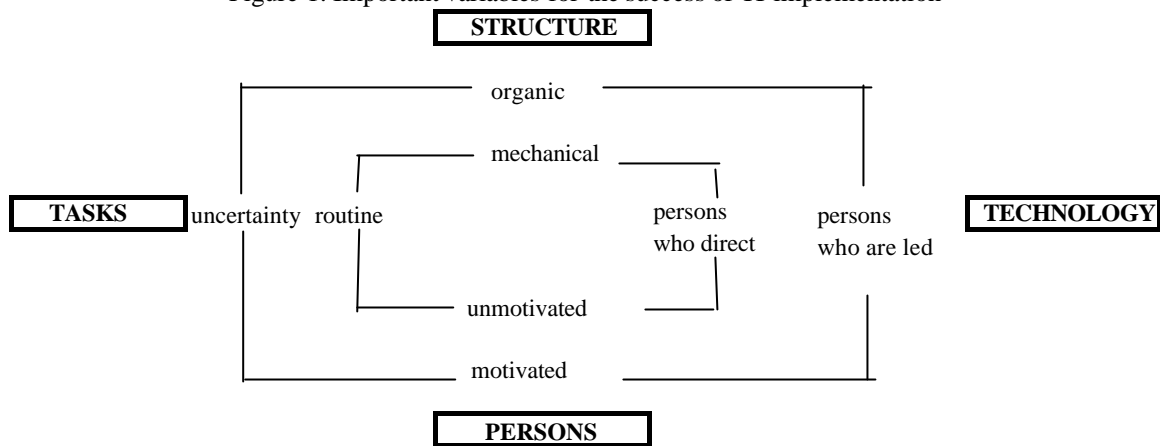 Figure 1: Important variables for the success of TI implementation
STRUCTURE
organic
mechanical
TASKS uncertainty routine persons who direct persons who are led TECHNOLOGY
unmotivated
motivated
PERSONS